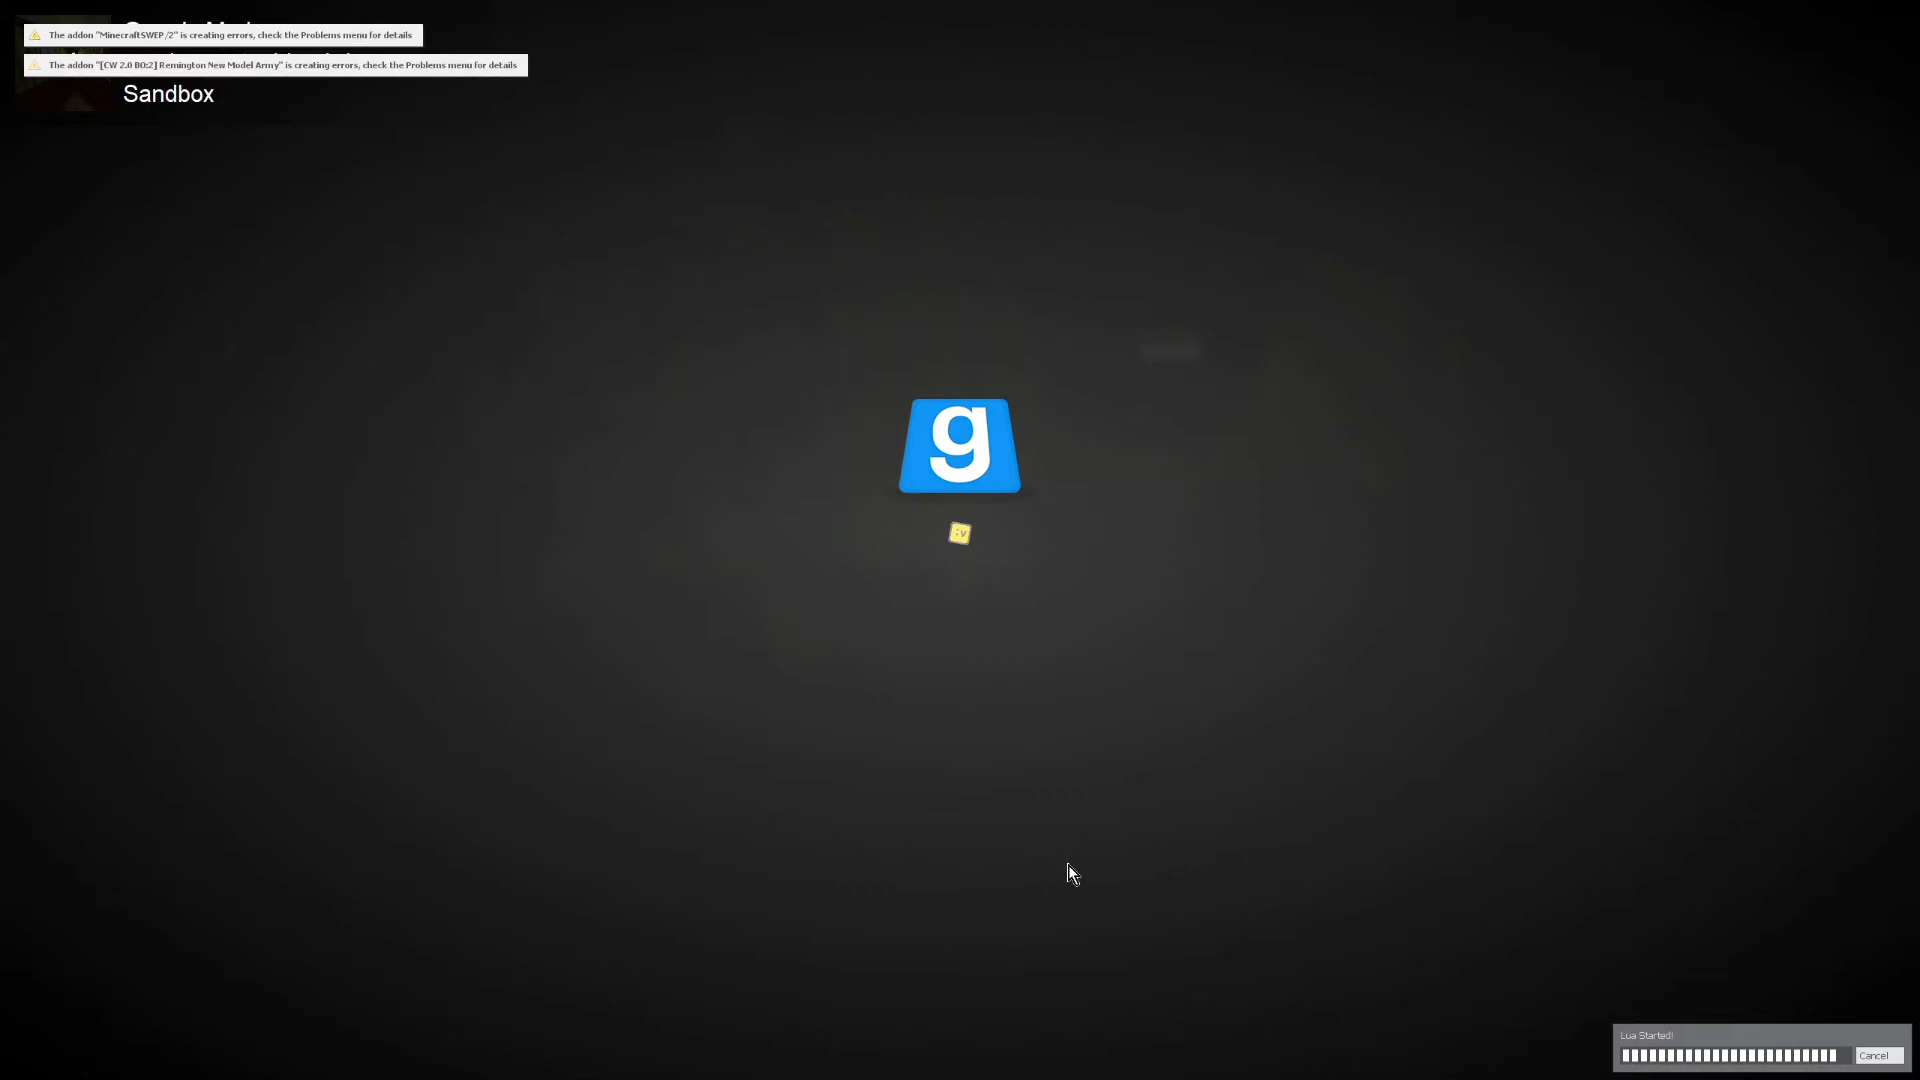 The addon "MinecraftSWEP/2" is creating errors, check the Problems menu for details
The addon "[CW 2.0 BO:2] Remington New Model Army" is creating errors, check the Problems menu for details
Sandbox
g
:v
Lua Started!
Cancel